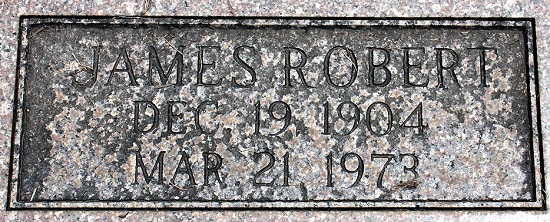 JAMES ROBERT
DEC. 19, 1904
MAR. 21, 1973